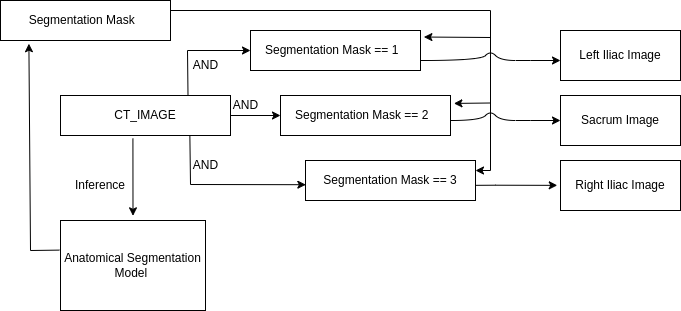 Segmentation Mask
Segmentation Mask == 1
Left Iliac Image
AND
CT_IMAGE
AND
Segmentation Mask == 2
Sacrum Image
AND
Segmentation Mask == 3
Right Iliac Image
Inference
Anatomical Segmentation
Model